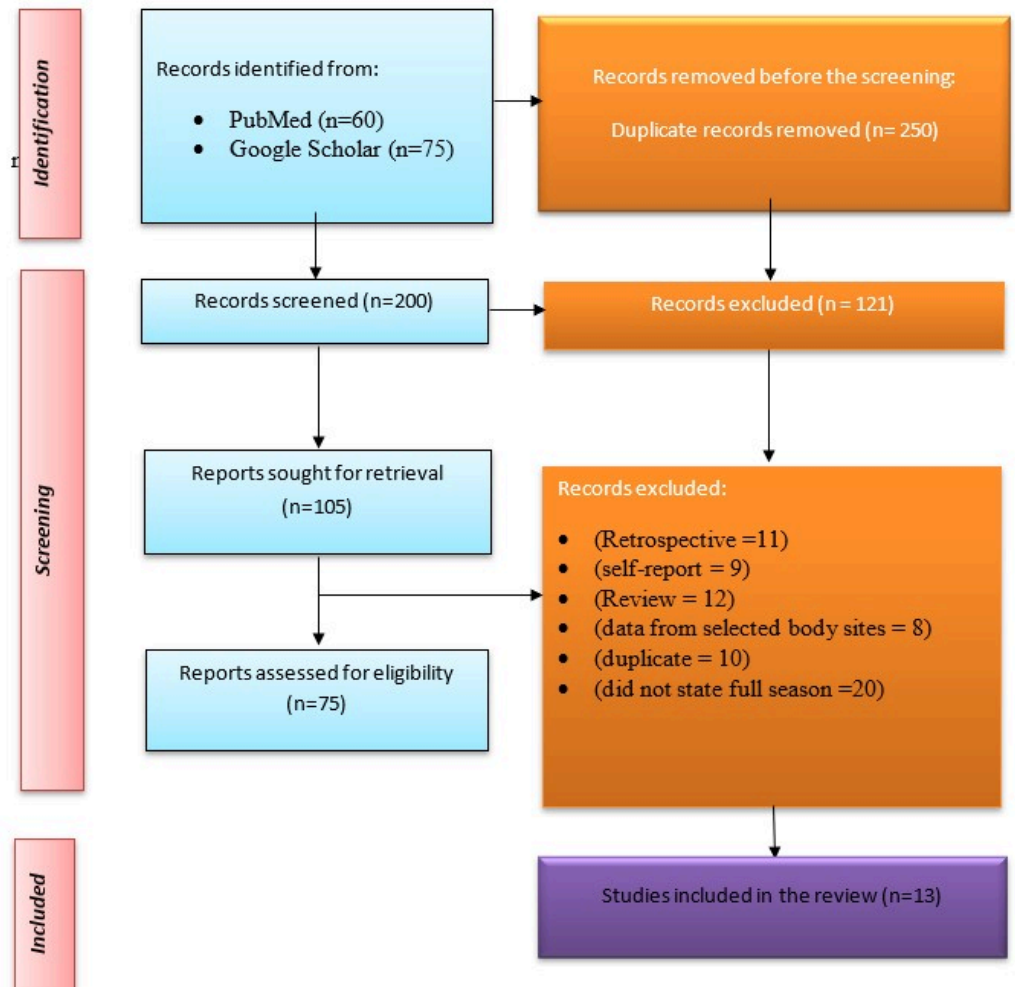 Identification
r
Records identified from:
• PubMed (n=60)
• Google Scholar (n=75)
Records removed before the screening:
Duplicate records removed (n= 250)
Screening
Records screened (n=200)
Records excluded (n = 121)
Reports sought for retrieval
(n=105)
Records excluded:
• (Retrospective =11)
• (self-report = 9)
• (Review = 12)
• (data from selected body sites = 8)
• (duplicate = 10)
• (did not state full season =20)
Reports assessed for eligibility
(n=75)
Included
Studies included in the review (n=13)